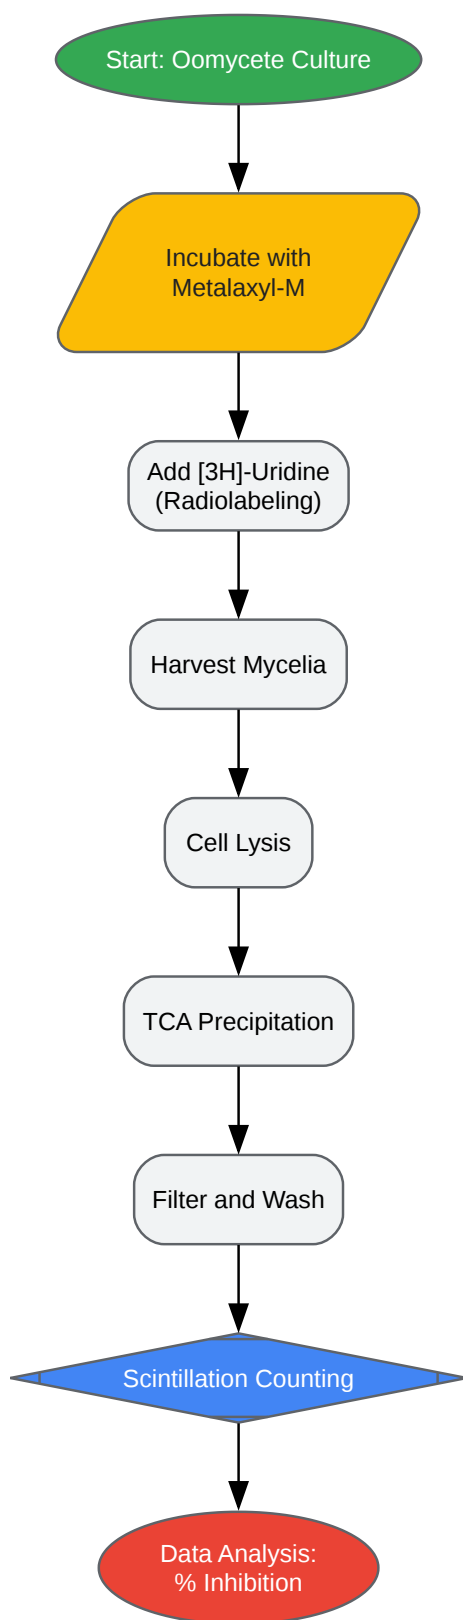 Start: Oomycete Culture
Incubate with
Metalaxyl-M
Add [3H]-Uridine
(Radiolabeling)
Harvest Mycelia
Cell Lysis
TCA Precipitation
Filter and Wash
Scintillation Counting
Data Analysis:
% Inhibition